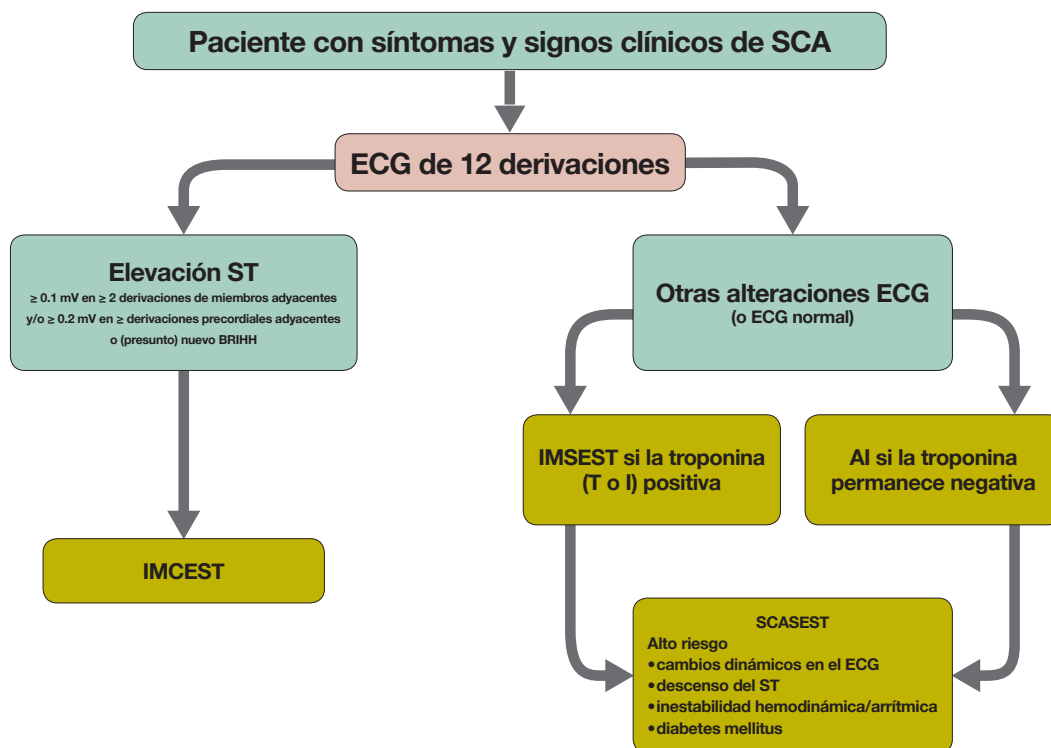 Paciente con síntomas y signos clínicos de SCA
ECG de 12 derivaciones
Elevación ST
≥ 0.1 mV en ≥ 2 derivaciones de miembros adyacentes
y/o ≥ 0.2 mV en ≥ derivaciones precordiales adyacentes
o (presunto) nuevo BRIHH
Otras alteraciones ECG
(o ECG normal)
IMSEST si la troponina
(T o I) positiva
AI si la troponina
permanece negativa
IMCEST
SCASEST
Alto riesgo
•cambios dinámicos en el ECG
•descenso del ST
•inestabilidad hemodinámica/arrítmica
•diabetes mellitus